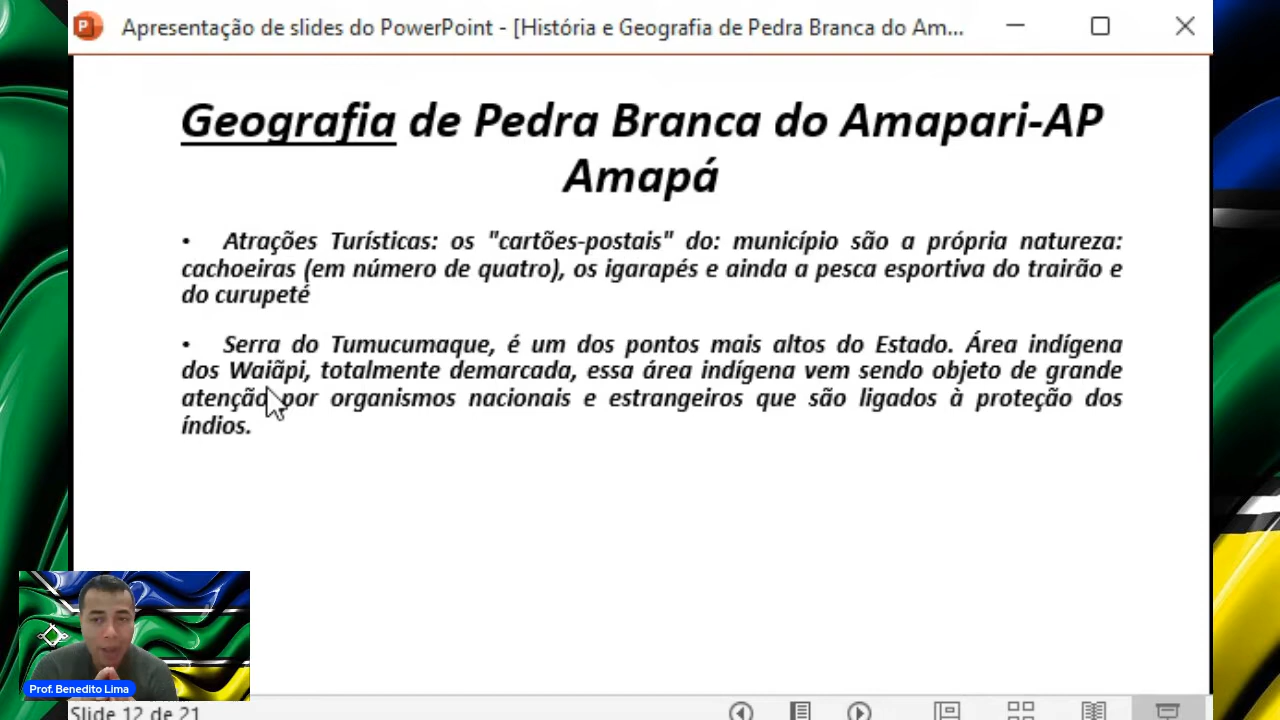 Apresentação de slides do PowerPoint - [História e Geografia de Pedra Branca do Am...
Geografia de Pedra Branca do Amapari-AP
Amapá
• Atrações Turísticas: os "cartões-postais" do: município são a própria natureza:
cachoeiras (em número de quatro), os igarapés e ainda a pesca esportiva do trairão e
do curupeté
• Serra do Tumucumaque, é um dos pontos mais altos do Estado. Área indígena
dos Waiãpi, totalmente demarcada, essa área indígena vem sendo objeto de grande
atenção por organismos nacionais e estrangeiros que são ligados à proteção dos
índios.
Prof. Benedito Lima
Slide 12 de 21